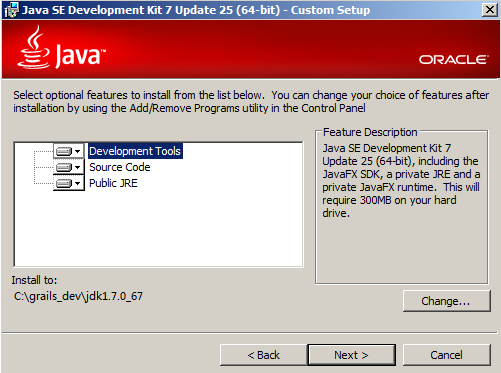 Java SE Development Kit 7 Update 25 (64-bit) - Custom Setup
Java™
ORACLE®
Select optional features to install from the list below. You can change your choice of features after
installation by using the Add/Remove Programs utility in the Control Panel
Development Tools
Source Code
Public JRE
Feature Description
Java SE Development Kit 7
Update 25 (64-bit), including the
JavaFX SDK, a private JRE and a
private JavaFX runtime. This will
require 300MB on your hard
drive.
Install to:
C:\grails_dev\jdk1.7.0_67
Change...
< Back
Next >
Cancel